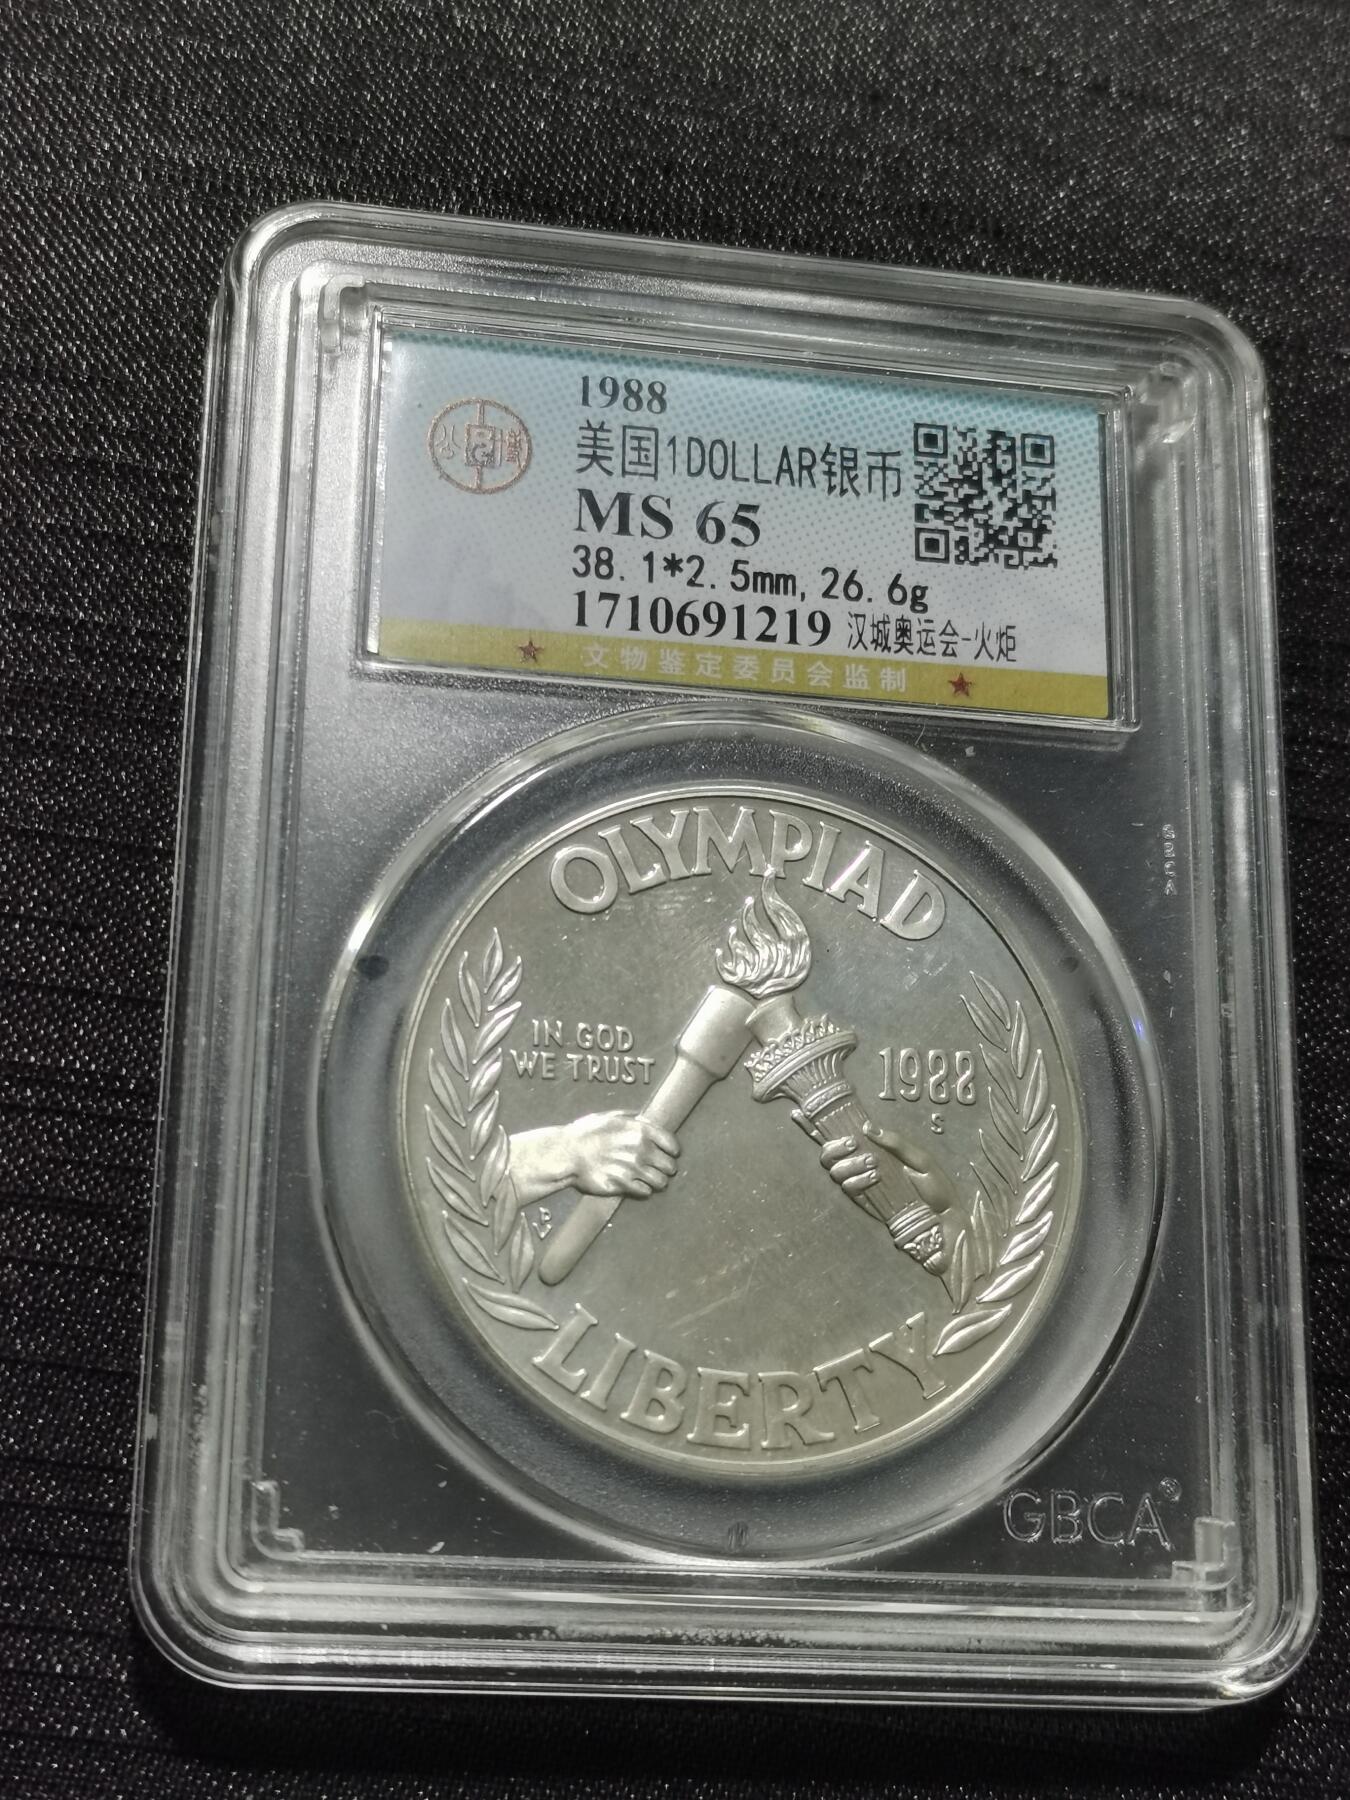 1988
美国1DOLLAR银币
MS 65
38.1*2.5mm,26.6g
1710691219 汉城奥运会-火炬
文物鉴定委员会监制
GBCA
OLYMPIAD
IN GOD
WE TRUST
1988
S
LIBERTY
GBCA®